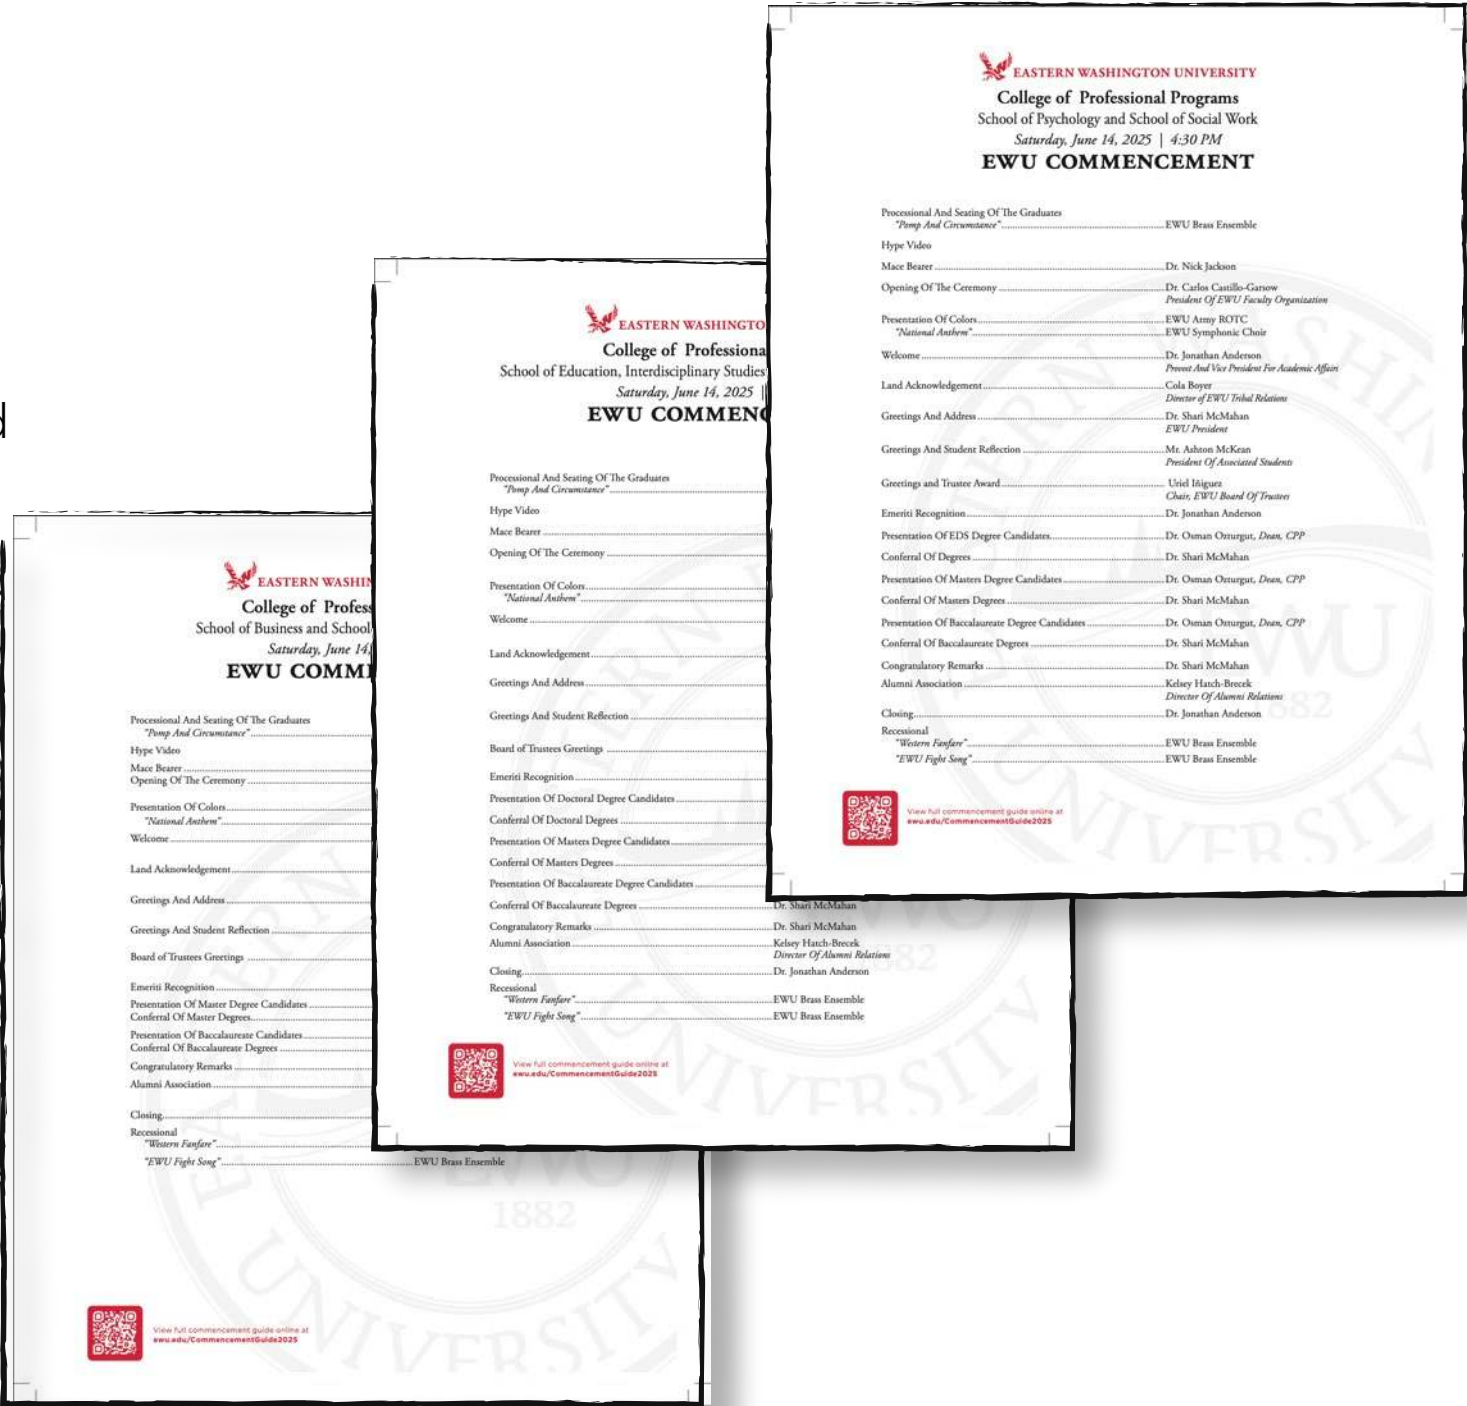 EASTERN WASHINGTON UNIVERSITY
College of Professional Programs
School of Psychology and School of Social Work
Saturday, June 14, 2025 | 4:30 PM
EWU COMMENCEMENT
Processional And Seating Of The Graduates
"Pomp And Circumstance" EWU Brass Ensemble
Hype Video
Mace Bearer Dr. Nick Jackson
Opening Of The Ceremony Dr. Carlos Castillo-Garsow
President Of EWU Faculty Organization
Presentation Of Colors EWU Army ROTC
"National Anthem" EWU Symphonic Choir
Welcome Dr. Jonathan Anderson
Provost And Vice President For Academic Affairs
Land Acknowledgement Cola Boyer
Director of EWU Tribal Relations
Greetings And Address Dr. Shari McMahan
EWU President
Greetings And Student Reflection Mr. Ashton McKean
President Of Associated Students
Greetings and Trustee Award Uriel Iñiguez
Chair, EWU Board Of Trustees
Emeriti Recognition Dr. Jonathan Anderson
Presentation Of EDS Degree Candidates Dr. Osman Ozturgut, Dean, CPP
Conferral Of Degrees Dr. Shari McMahan
Presentation Of Masters Degree Candidates Dr. Osman Ozturgut, Dean, CPP
Conferral Of Masters Degrees Dr. Shari McMahan
Presentation Of Baccalaureate Degree Candidates Dr. Osman Ozturgut, Dean, CPP
Conferral Of Baccalaureate Degrees Dr. Shari McMahan
Congratulatory Remarks Dr. Shari McMahan
Alumni Association Kelsey Hatch-Brecek
Director Of Alumni Relations
Closing Dr. Jonathan Anderson
Recessional
"Western Fanfare" EWU Brass Ensemble
"EWU Fight Song" EWU Brass Ensemble
View full commencement guide online at
ewu.edu/CommencementGuide2025
EASTERN WASHINGTO
College of Professiona
School of Education, Interdisciplinary Studies
Saturday, June 14, 2025 |
EWU COMMENC
Processional And Seating Of The Graduates
"Pomp And Circumstance"
Hype Video
Mace Bearer
Opening Of The Ceremony
Presentation Of Colors
"National Anthem"
Welcome
Land Acknowledgement
Greetings And Address
Greetings And Student Reflection
Board of Trustees Greetings
Emeriti Recognition
Presentation Of Doctoral Degree Candidates
Conferral Of Doctoral Degrees
Presentation Of Masters Degree Candidates
Conferral Of Masters Degrees
Presentation Of Baccalaureate Degree Candidates
Conferral Of Baccalaureate Degrees Dr. Shari McMahan
Congratulatory Remarks Dr. Shari McMahan
Alumni Association Kelsey Hatch-Brecek
Director Of Alumni Relations
Closing Dr. Jonathan Anderson
Recessional
"Western Fanfare" EWU Brass Ensemble
"EWU Fight Song" EWU Brass Ensemble
View full commencement guide online at
ewu.edu/CommencementGuide2025
EASTERN WASHIN
College of Profess
School of Business and School
Saturday, June 14,
EWU COMME
Processional And Seating Of The Graduates
"Pomp And Circumstance"
Hype Video
Mace Bearer
Opening Of The Ceremony
Presentation Of Colors
"National Anthem"
Welcome
Land Acknowledgement
Greetings And Address
Greetings And Student Reflection
Board of Trustees Greetings
Emeriti Recognition
Presentation Of Master Degree Candidates
Conferral Of Master Degrees
Presentation Of Baccalaureate Candidates
Conferral Of Baccalaureate Degrees
Congratulatory Remarks
Alumni Association
Closing
Recessional
"Western Fanfare"
"EWU Fight Song" EWU Brass Ensemble
EWU
1882
UNIVERSITY
View full commencement guide online at
ewu.edu/CommencementGuide2025